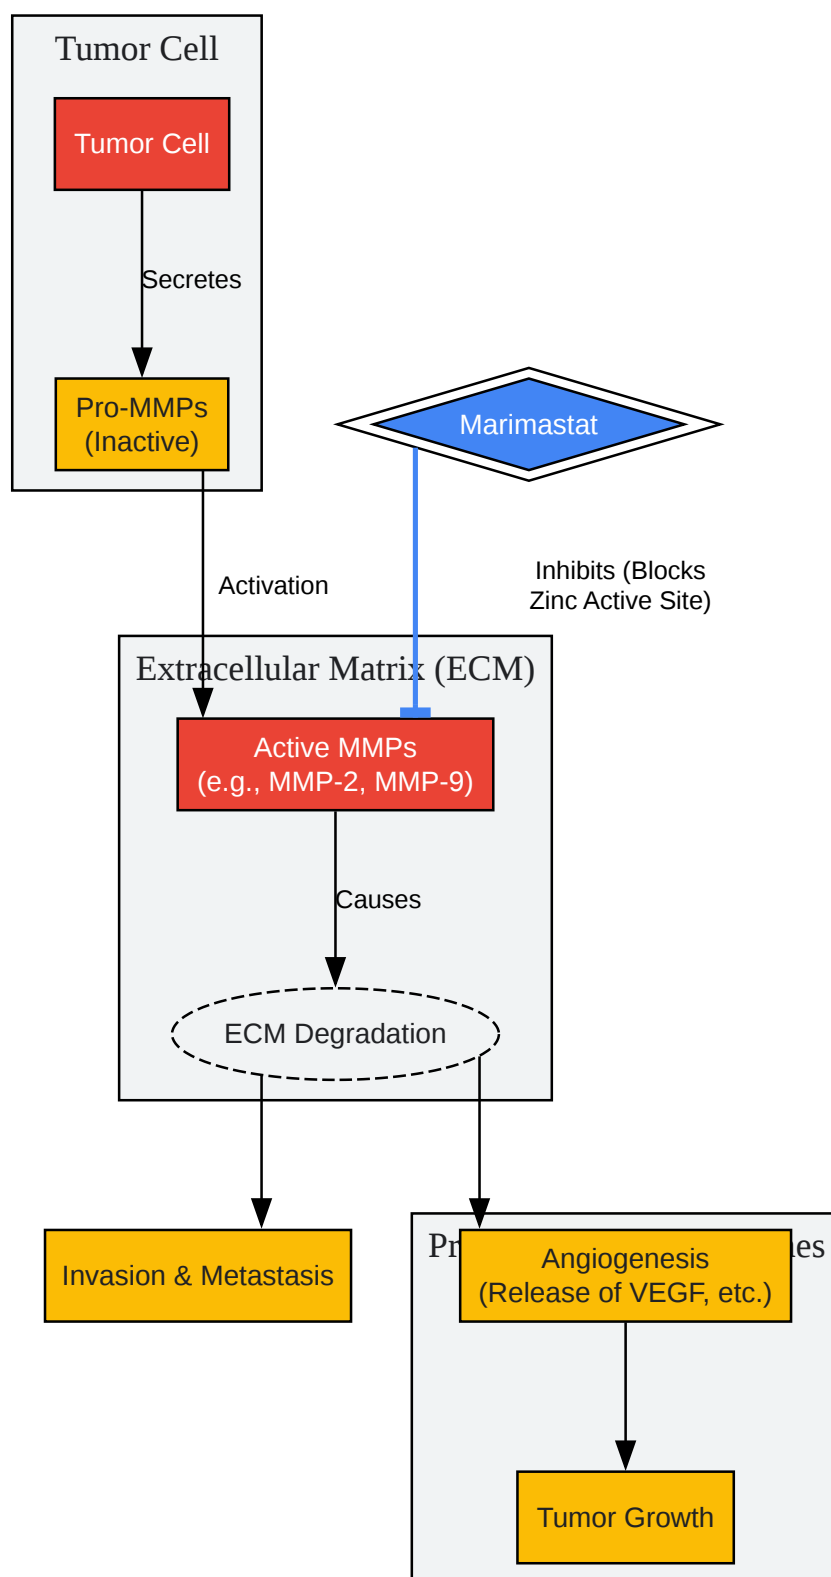 Tumor Cell
Tumor Cell
Secretes
Pro-MMPs
(Inactive)
Marimastat
Activation
Inhibits (Blocks
Zinc Active Site)
Extracellular Matrix (ECM)
Active MMPs
(e.g., MMP-2, MMP-9)
Causes
ECM Degradation
Invasion & Metastasis
Angiogenesis
(Release of VEGF, etc.)
Tumor Growth